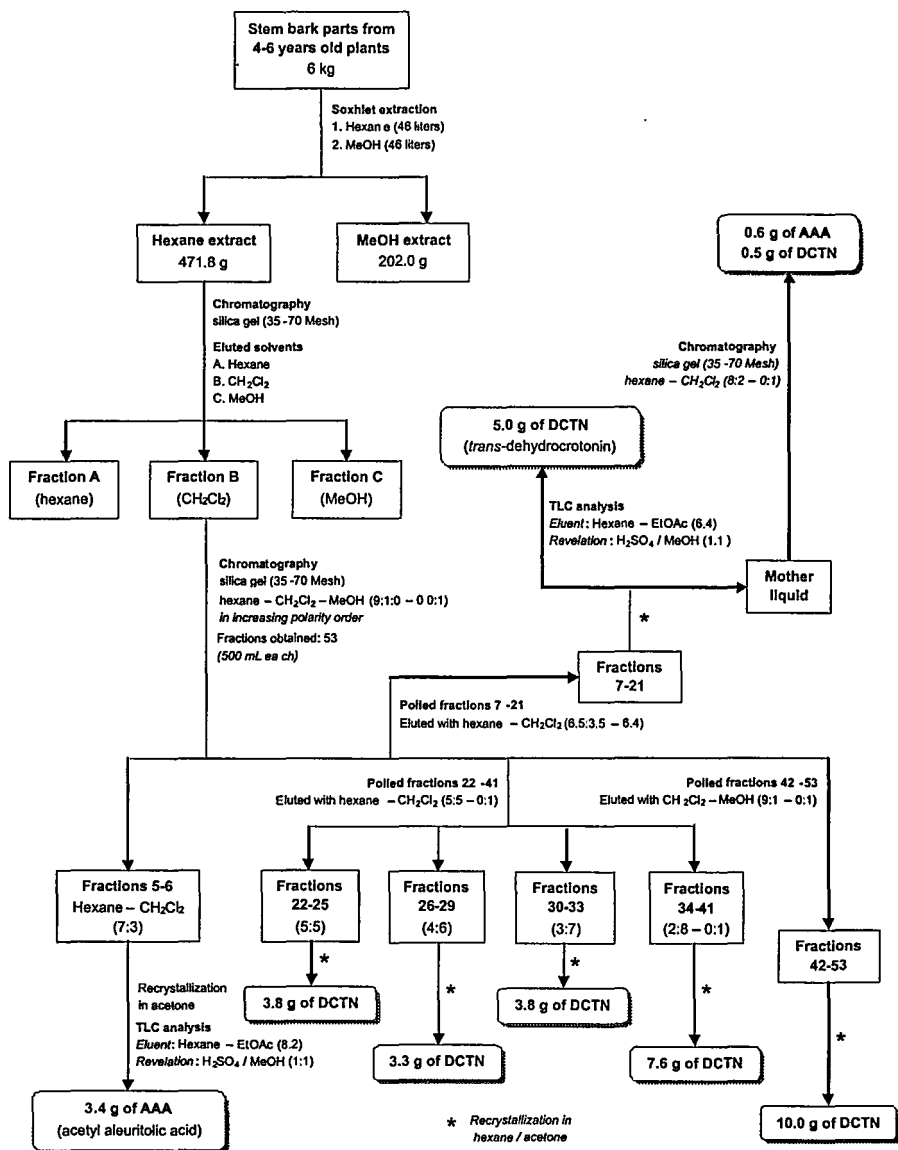 Stem bark parts from
4-6 years old plants
6 kg
Soxhlet extraction
1. Hexane (46 liters)
2. MeOH (46 liters)
Hexane extract
471.8 g
MeOH extract
202.0 g
0.6 g of AAA
0.5 g of DCTN
Chromatography
silica gel (35 -70 Mesh)
Eluted solvents
A. Hexane
B. CH2Cl2
C. MeOH
Chromatography
silica gel (35 -70 Mesh)
hexane – CH2Cl2 (8:2 – 0:1)
5.0 g of DCTN
(trans-dehydrocrotonin)
Fraction A
(hexane)
Fraction B
(CH2Cl2)
Fraction C
(MeOH)
TLC analysis
Eluent: Hexane – EtOAc (6.4)
Revelation: H2SO4 / MeOH (1.1 )
Mother
liquid
*
Chromatography
silica gel (35 -70 Mesh)
hexane – CH2Cl2 – MeOH (9:1:0 – 0 0:1)
in increasing polarity order
Fractions obtained: 53
(500 mL ea ch)
Fractions
7-21
Polled fractions 7 -21
Eluted with hexane – CH2Cl2 (6.5:3.5 – 6.4)
Polled fractions 22 -41
Eluted with hexane – CH2Cl2 (5:5 – 0:1)
Polled fractions 42 -53
Eluted with CH 2Cl2 – MeOH (9:1 – 0:1)
Fractions 5-6
Hexane – CH2Cl2
(7:3)
Fractions
22-25
(5:5)
Fractions
26-29
(4:6)
Fractions
30-33
(3:7)
Fractions
34-41
(2:8 – 0:1)
Fractions
42-53
*
*
*
*
*
3.8 g of DCTN
3.3 g of DCTN
3.8 g of DCTN
7.6 g of DCTN
10.0 g of DCTN
Recrystallization
in acetone
TLC analysis
Eluent: Hexane – EtOAc (8.2)
Revelation: H2SO4 / MeOH (1:1)
3.4 g of AAA
(acetyl aleuritolic acid)
* Recrystallization in
hexane / acetone